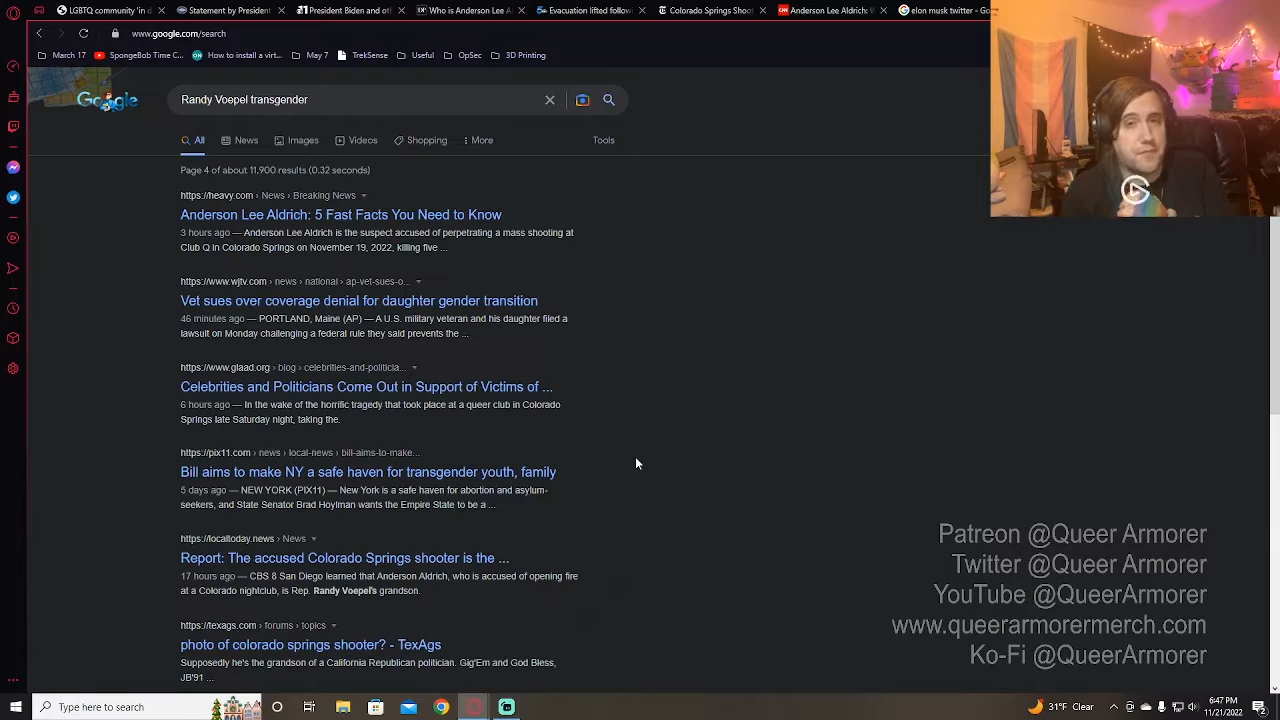 LGBTQ community 'in d
Statement by President
President Biden and ot
Who is Anderson Lee A
Evacuation lifted follow
Colorado Springs Shoot
Anderson Lee Aldrich: W
elon musk twitter - Go
www.google.com/search
March 17
SpongeBob Time C...
How to install a virt...
May 7
TrekSense
Useful
OpSec
3D Printing
Google
Randy Voepel transgender
All
News
Images
Videos
Shopping
More
Tools
Page 4 of about 11,900 results (0.32 seconds)
https://heavy.com › News › Breaking News
Anderson Lee Aldrich: 5 Fast Facts You Need to Know
3 hours ago — Anderson Lee Aldrich is the suspect accused of perpetrating a mass shooting at
Club Q in Colorado Springs on November 19, 2022, killing five ...
https://www.wjtv.com › news › national › ap-vet-sues-o...
Vet sues over coverage denial for daughter gender transition
46 minutes ago — PORTLAND, Maine (AP) — A U.S. military veteran and his daughter filed a
lawsuit on Monday challenging a federal rule they said prevents the ...
https://www.glaad.org › blog › celebrities-and-politicia...
Celebrities and Politicians Come Out in Support of Victims of ...
6 hours ago — In the wake of the horrific tragedy that took place at a queer club in Colorado
Springs late Saturday night, taking the.
https://pix11.com › news › local-news › bill-aims-to-make...
Bill aims to make NY a safe haven for transgender youth, family
5 days ago — NEW YORK (PIX11) — New York is a safe haven for abortion and asylum-
seekers, and State Senator Brad Hoylman wants the Empire State to be a ...
https://localtoday.news › News
Report: The accused Colorado Springs shooter is the ...
17 hours ago — CBS 8 San Diego learned that Anderson Aldrich, who is accused of opening fire
at a Colorado nightclub, is Rep. Randy Voepel's grandson.
https://texags.com › forums › topics
photo of colorado springs shooter? - TexAgs
Supposedly he's the grandson of a California Republican politician. Gig'Em and God Bless,
JB'91 ...
Patreon @Queer Armorer
Twitter @Queer Armorer
YouTube @QueerArmorer
www.queerarmorermerch.com
Ko-Fi @QueerArmorer
Type here to search
31°F Clear
6:47 PM
11/21/2022
2